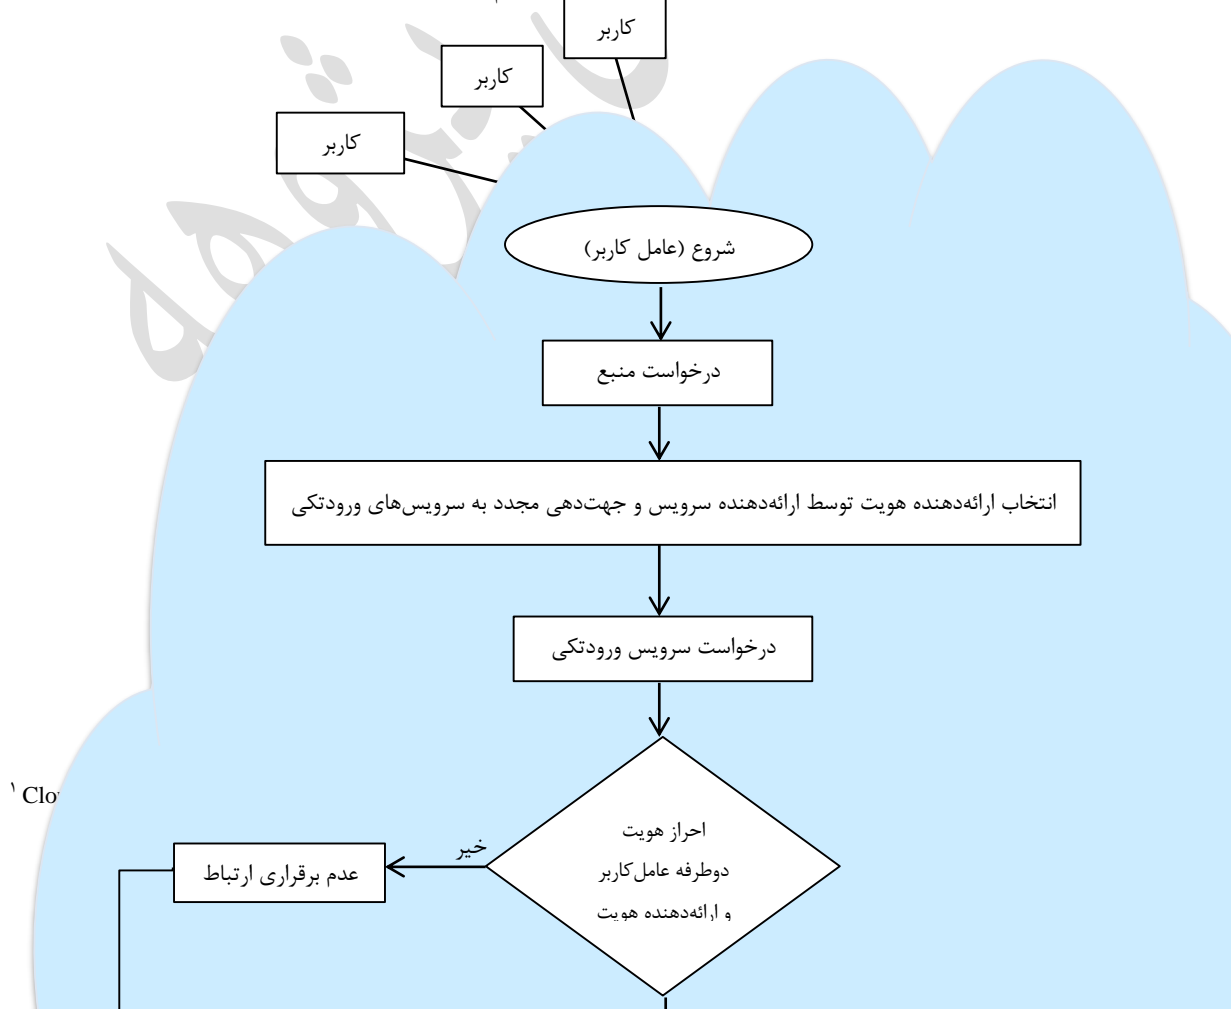 کاربر
کاربر
کاربر
شروع (عامل کاربر)
درخواست منبع
انتخاب ارائه‌دهنده هویت توسط ارائه‌دهنده سرویس و جهت‌دهی مجدد به سرویس‌های ورودتکی
درخواست سرویس ورودتکی
احراز هویت
دوطرفه عامل‌کاربر
و ارائه‌دهنده هویت
خیر
عدم برقراری ارتباط
۱ Clo